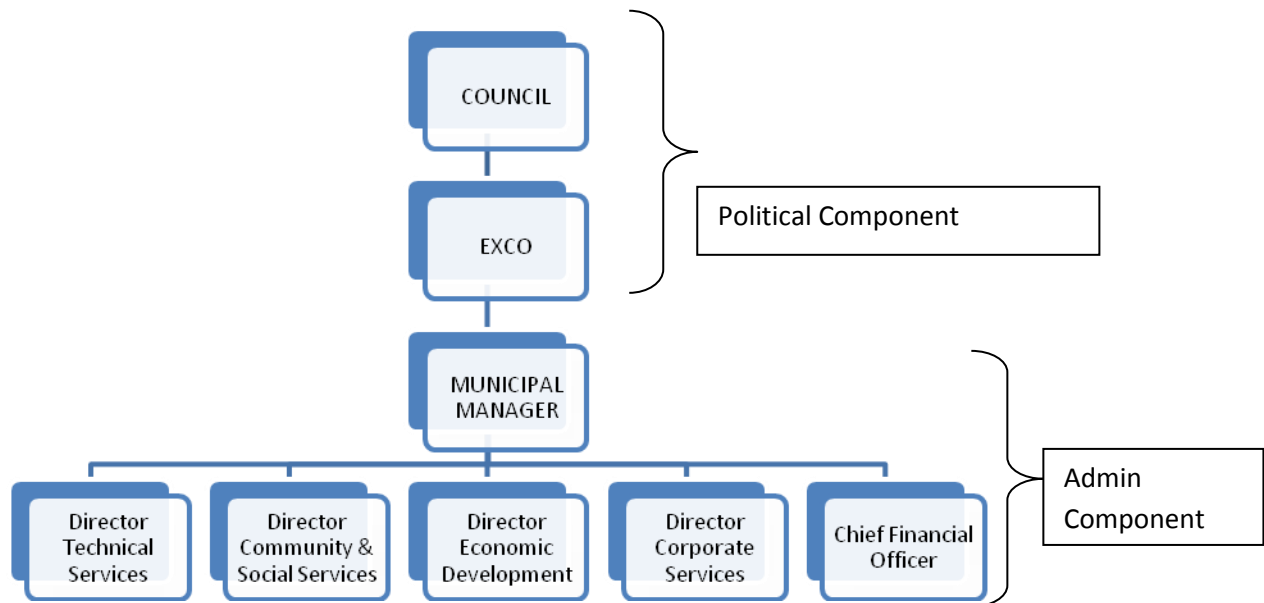 COUNCIL
EXCO
Political Component
MUNICIPAL
MANAGER
Admin
Component
Director
Technical
Services
Director
Community &
Social Services
Director
Economic
Development
Director
Corporate
Services
Chief Financial
Officer